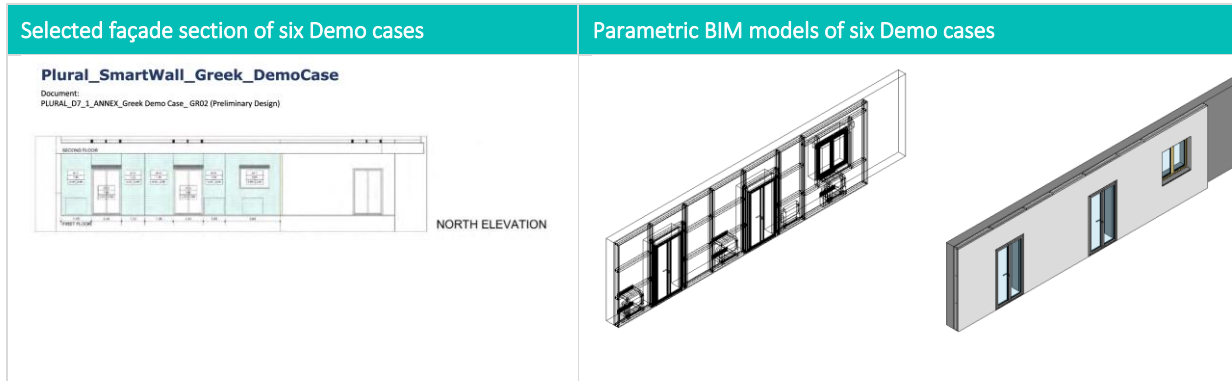 Selected façade section of six Demo cases
Parametric BIM models of six Demo cases
Plural_SmartWall_Greek_DemoCase
Document:
PLURAL_D7_1_ANNEX_Greek Demo Case_ GR02 (Preliminary Design)
SECOND FLOOR
FIRST FLOOR
NORTH ELEVATION